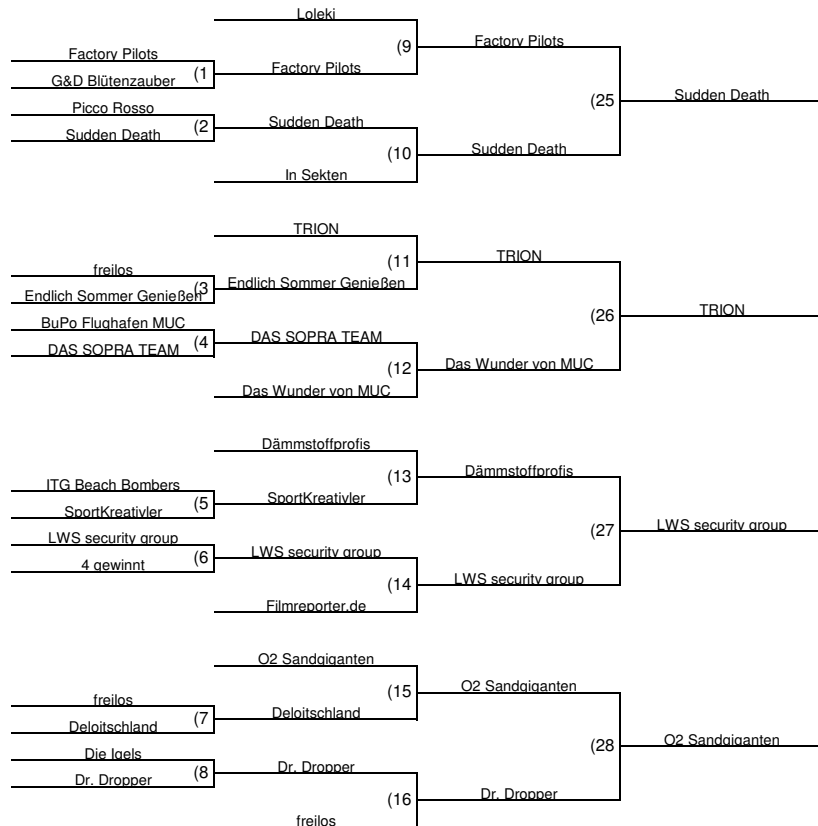 Loleki
(9
Factory Pilots
Factory Pilots
(1
Factory Pilots
G&D Blütenzauber
(25
Sudden Death
Picco Rosso
(2
Sudden Death
Sudden Death
(10
Sudden Death
In Sekten
TRION
(11
TRION
freilos
(3
Endlich Sommer Genießen
Endlich Sommer Genießen
(26
TRION
BuPo Flughafen MUC
(4
DAS SOPRA TEAM
DAS SOPRA TEAM
(12
Das Wunder von MUC
Das Wunder von MUC
Dämmstoffprofis
(13
Dämmstoffprofis
ITG Beach Bombers
(5
SportKreativler
SportKreativler
(27
LWS security group
LWS security group
(6
LWS security group
4 gewinnt
(14
LWS security group
Filmreporter.de
O2 Sandgiganten
(15
O2 Sandgiganten
freilos
(7
Deloitschland
Deloitschland
(28
O2 Sandgiganten
Die Igels
(8
Dr. Dropper
Dr. Dropper
(16
Dr. Dropper
freilos